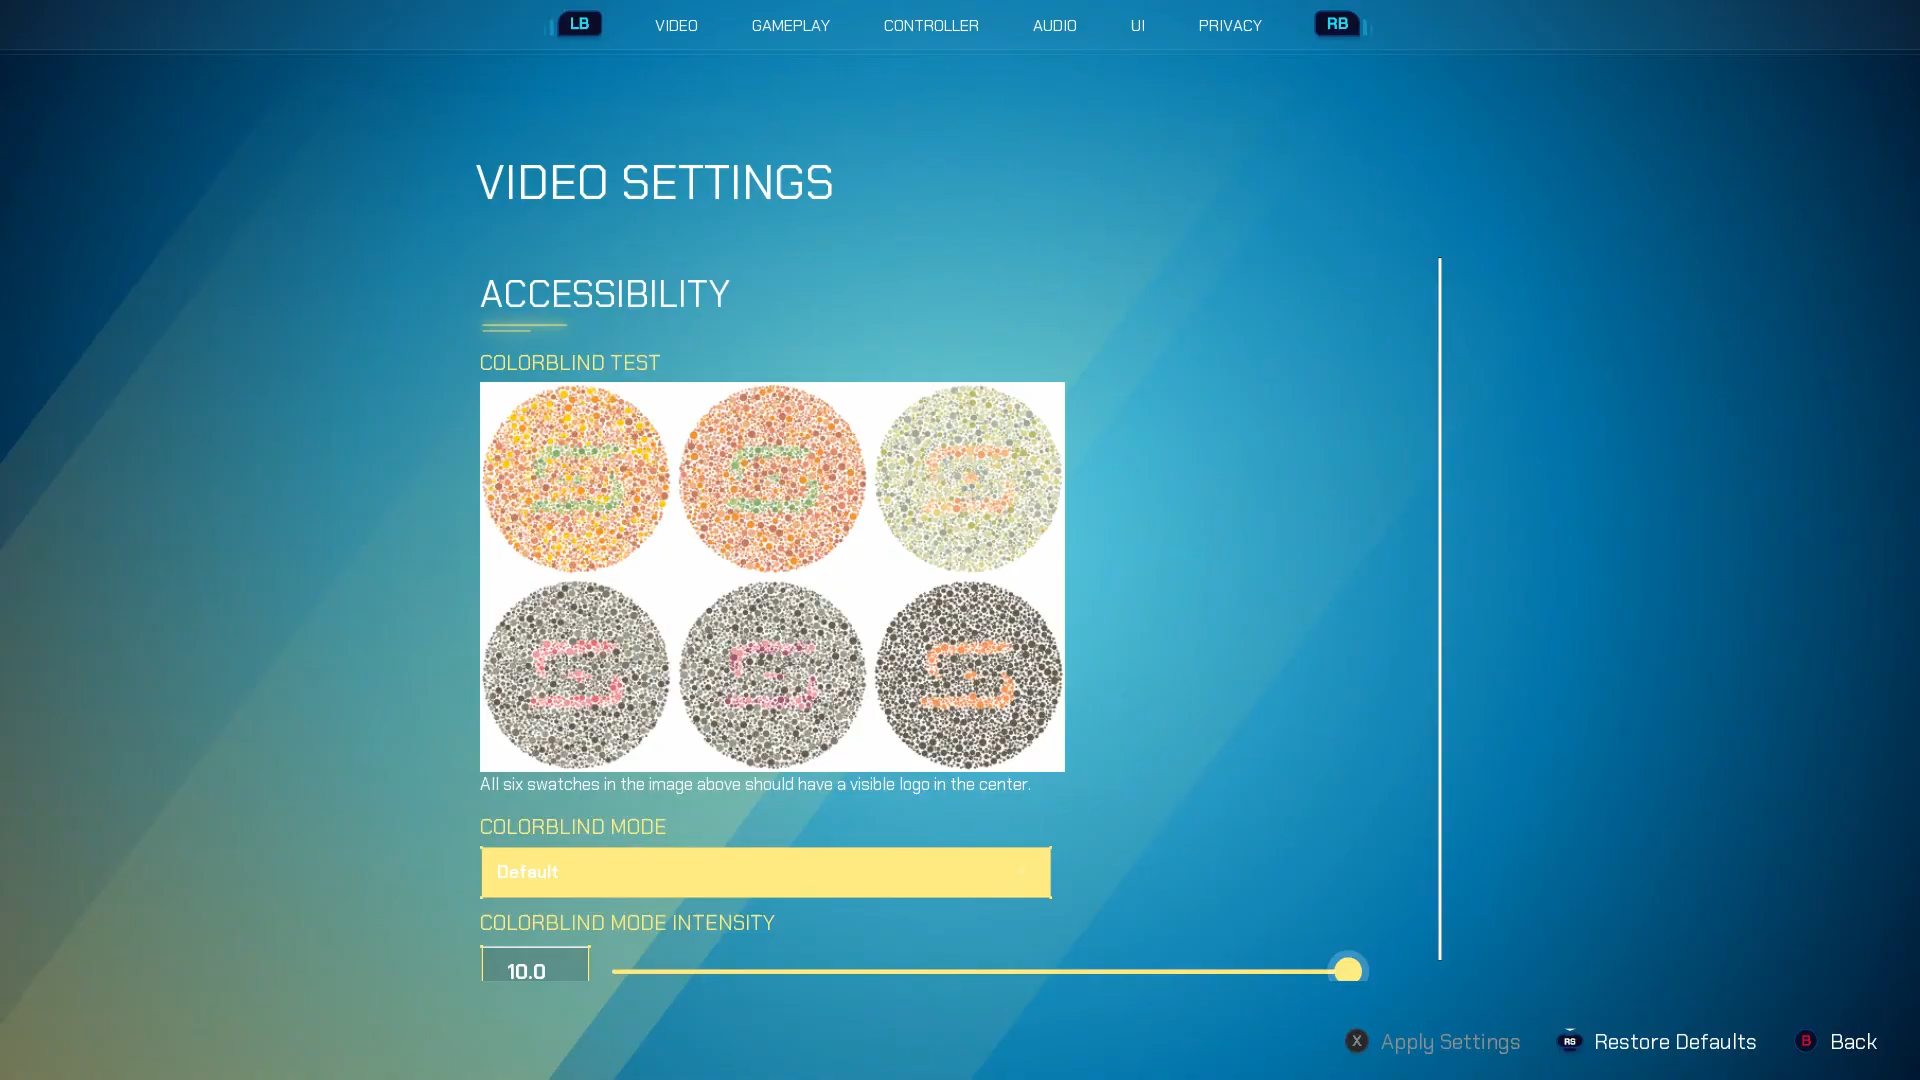 LB VIDEO GAMEPLAY CONTROLLER AUDIO UI PRIVACY RB
VIDEO SETTINGS
ACCESSIBILITY
COLORBLIND TEST
All six swatches in the image above should have a visible logo in the center.
COLORBLIND MODE
Default
COLORBLIND MODE INTENSITY
10.0
X Apply Settings RS Restore Defaults B Back